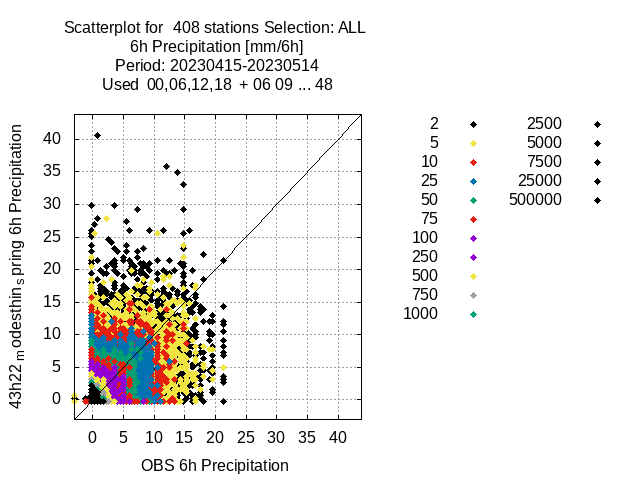 Scatterplot for 408 stations Selection: ALL
6h Precipitation [mm/6h]
Period: 20230415-20230514
Used 00,06,12,18 + 06 09 ... 48
43h22 m odesthin s pring 6h Precipitation
40
35
30
25
20
15
10
5
0
0 5 10 15 20 25 30 35 40
OBS 6h Precipitation
2 2500
5 5000
10 7500
25 25000
50 500000
75
100
250
500
750
1000